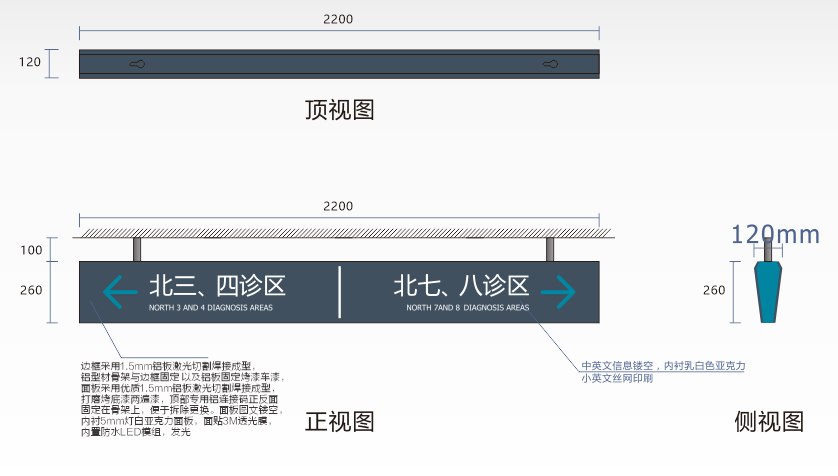 2200
120
顶视图
2200
100
260
北三、四诊区
NORTH 3 AND 4 DIAGNOSIS AREAS
北七、八诊区
NORTH 7AND 8 DIAGNOSIS AREAS
120mm
260
边框采用1.5mm铝板激光切割焊接成型，
铝型材骨架与边框固定以及铝板固定烤漆车漆，
面板采用优质1.5mm铝板激光切割焊接成型，
打磨烤底漆两遍漆，顶部专用铝连接码正反面
固定在骨架上，便于拆除更换。面板图文镂空，
内衬5mm灯白亚克力面板，面贴3M透光膜，
内置防水LED模组，发光
中英文信息镂空，内衬乳白色亚克力
小英文丝网印刷
正视图
侧视图